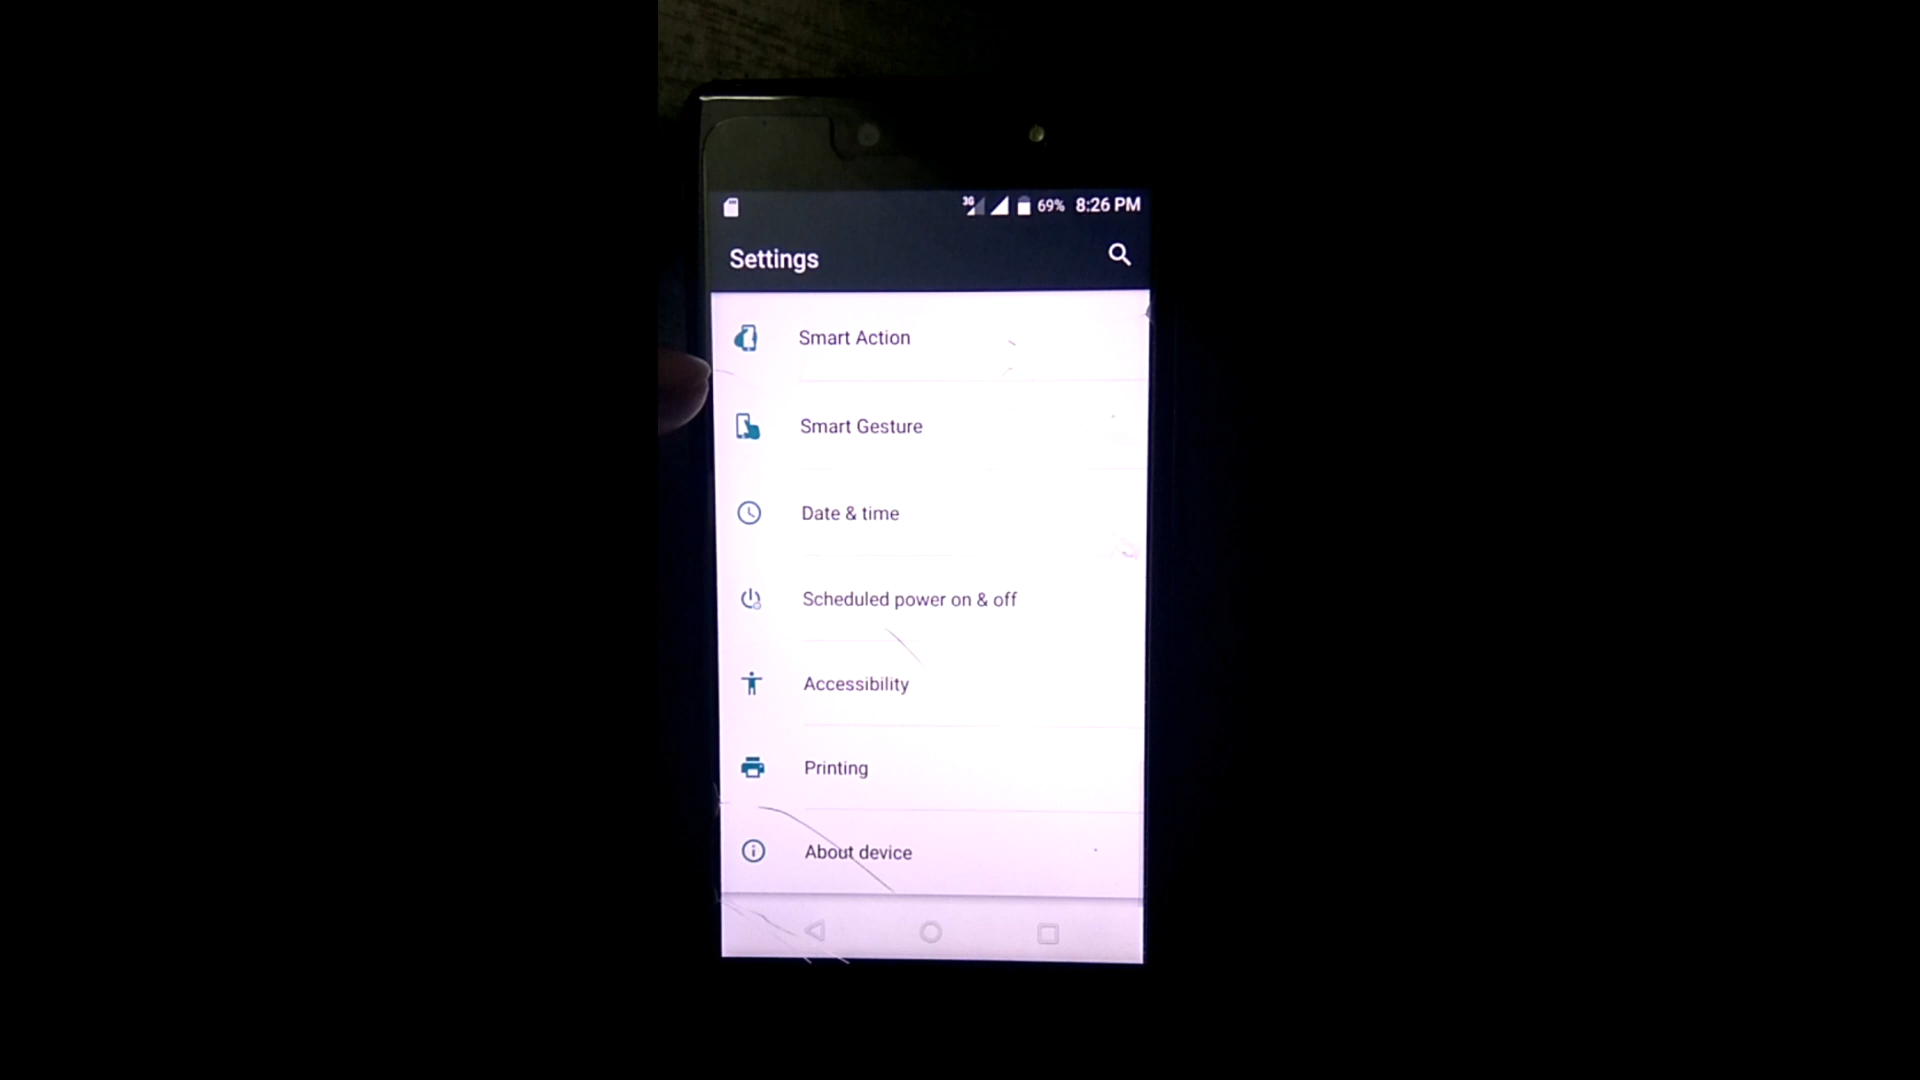 3G 69% 8:26 PM
Settings
Smart Action
Smart Gesture
Date & time
Scheduled power on & off
Accessibility
Printing
About device